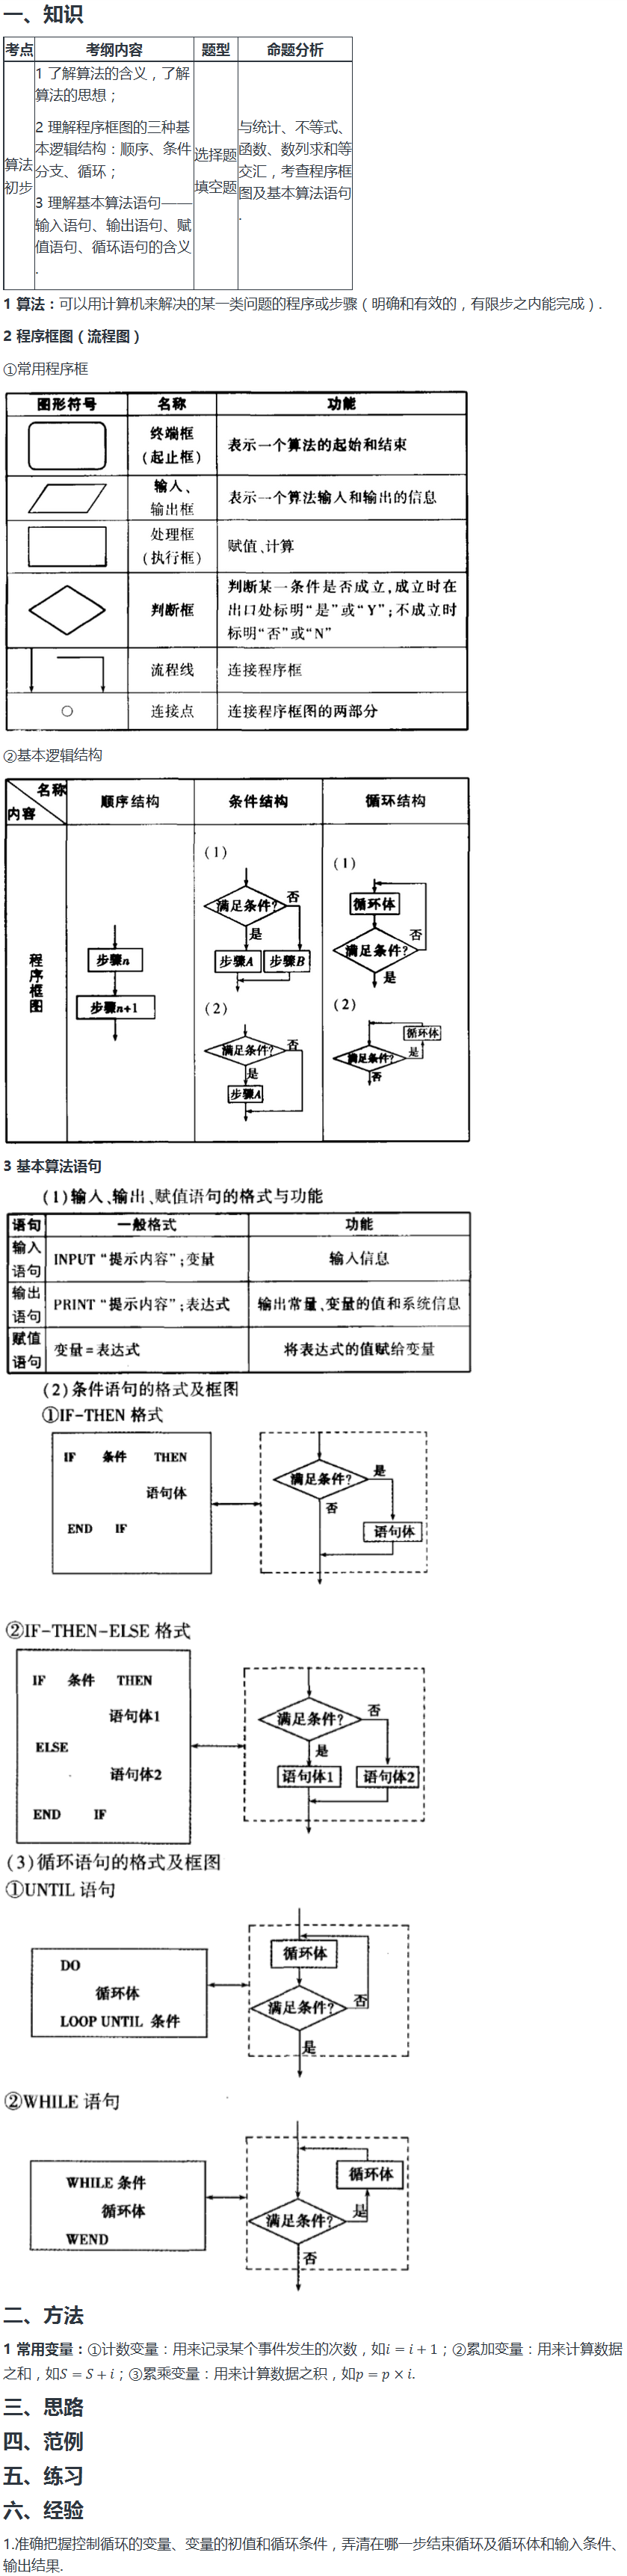 一、知识
考点 考纲内容 题型 命题分析
算法初步
1 了解算法的含义，了解
算法的思想；
2 理解程序框图的三种基
本逻辑结构：顺序、条件
分支、循环；
3 理解基本算法语句——
输入语句、输出语句、赋
值语句、循环语句的含义
.
选择题
填空题
与统计、不等式、
函数、数列求和等
交汇，考查程序框
图及基本算法语句
.
1 算法：可以用计算机来解决的某一类问题的程序或步骤（明确和有效的，有限步之内能完成）.
2 程序框图（流程图）
①常用程序框
图形符号 名称 功能
终端框
(起止框)
表示一个算法的起始和结束
输入、
输出框
表示一个算法输入和输出的信息
处理框
(执行框)
赋值、计算
判断框
判断某一条件是否成立,成立时在
出口处标明“是”或“Y”;不成立时
标明“否”或“N”
流程线 连接程序框
连接点 连接程序框图的两部分
②基本逻辑结构
名称
内容
顺序结构 条件结构 循环结构
程序框图
步骤n
步骤n+1
(1)
满足条件?
否
是
步骤A 步骤B
(2)
满足条件?
否
是
步骤A
(1)
循环体
满足条件?
否
是
(2)
循环体
满足条件?
是
否
3 基本算法语句
(1)输入、输出、赋值语句的格式与功能
语句 一般格式 功能
输入
语句
INPUT “提示内容”;变量 输入信息
输出
语句
PRINT “提示内容”;表达式 输出常量、变量的值和系统信息
赋值
语句
变量=表达式 将表达式的值赋给变量
(2)条件语句的格式及框图
①IF-THEN 格式
IF 条件 THEN
语句体
END IF
满足条件?
是
否
语句体
②IF-THEN-ELSE 格式
IF 条件 THEN
语句体1
ELSE
语句体2
END IF
满足条件?
否
是
语句体1 语句体2
(3)循环语句的格式及框图
①UNTIL 语句
DO
循环体
LOOP UNTIL 条件
循环体
满足条件?
否
是
②WHILE 语句
WHILE 条件
循环体
WEND
循环体
满足条件?
是
否
二、方法
1 常用变量：①计数变量：用来记录某个事件发生的次数，如i = i + 1；②累加变量：用来计算数据
之和，如S = S + i；③累乘变量：用来计算数据之积，如p = p × i.
三、思路
四、范例
五、练习
六、经验
1.准确把握控制循环的变量、变量的初值和循环条件，弄清在哪一步结束循环及循环体和输入条件、
输出结果.